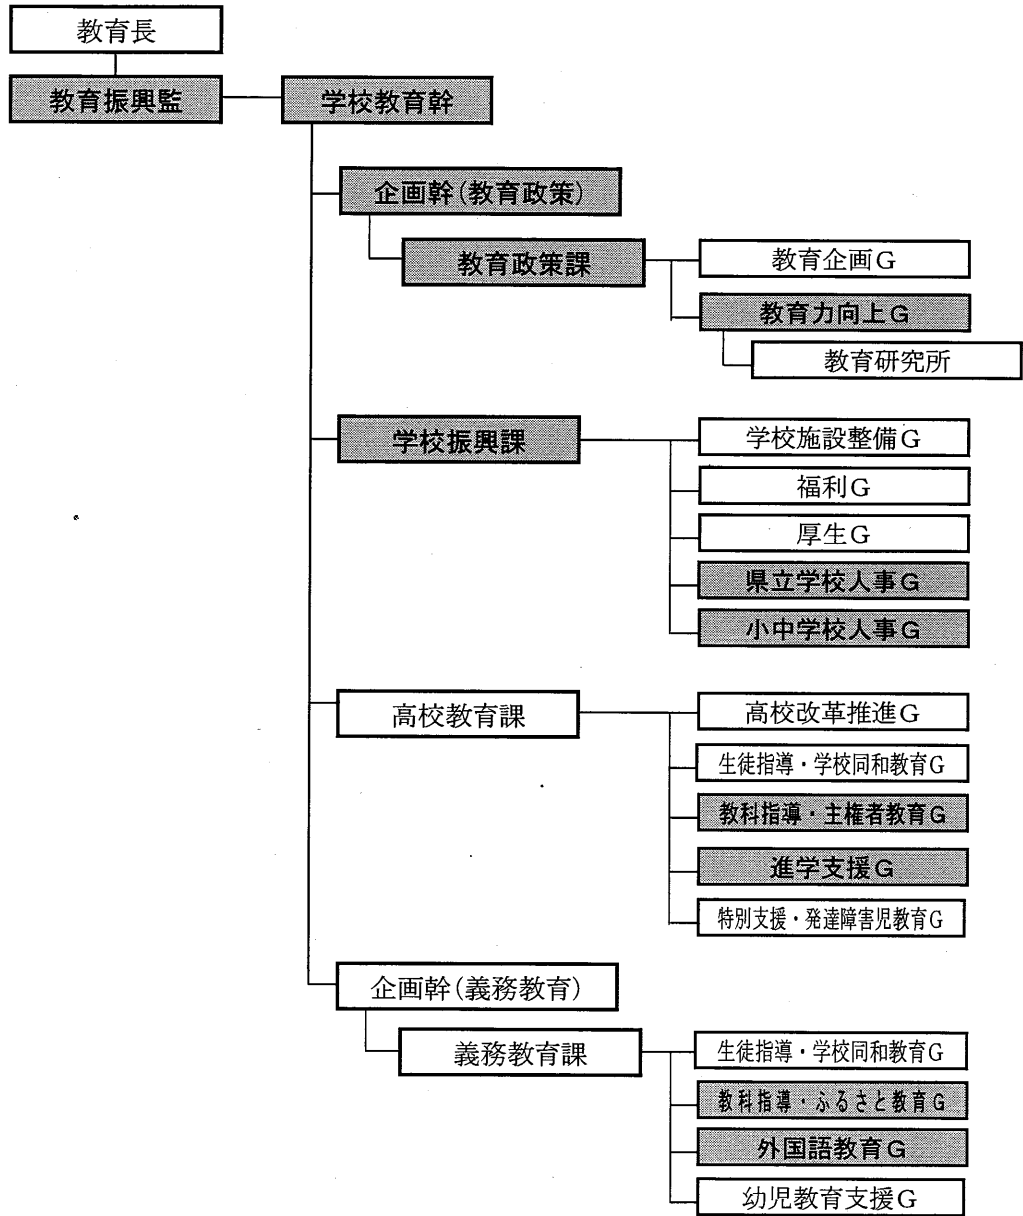 教育長
教育振興監
学校教育幹
企画幹(教育政策)
教育政策課
教育企画G
教育力向上G
教育研究所
学校振興課
学校施設整備G
福利G
厚生G
県立学校人事G
小中学校人事G
高校教育課
高校改革推進G
生徒指導・学校同和教育G
教科指導・主権者教育G
進学支援G
特別支援・発達障害児教育G
企画幹(義務教育)
義務教育課
生徒指導・学校同和教育G
教科指導・ふるさと教育G
外国語教育G
幼児教育支援G